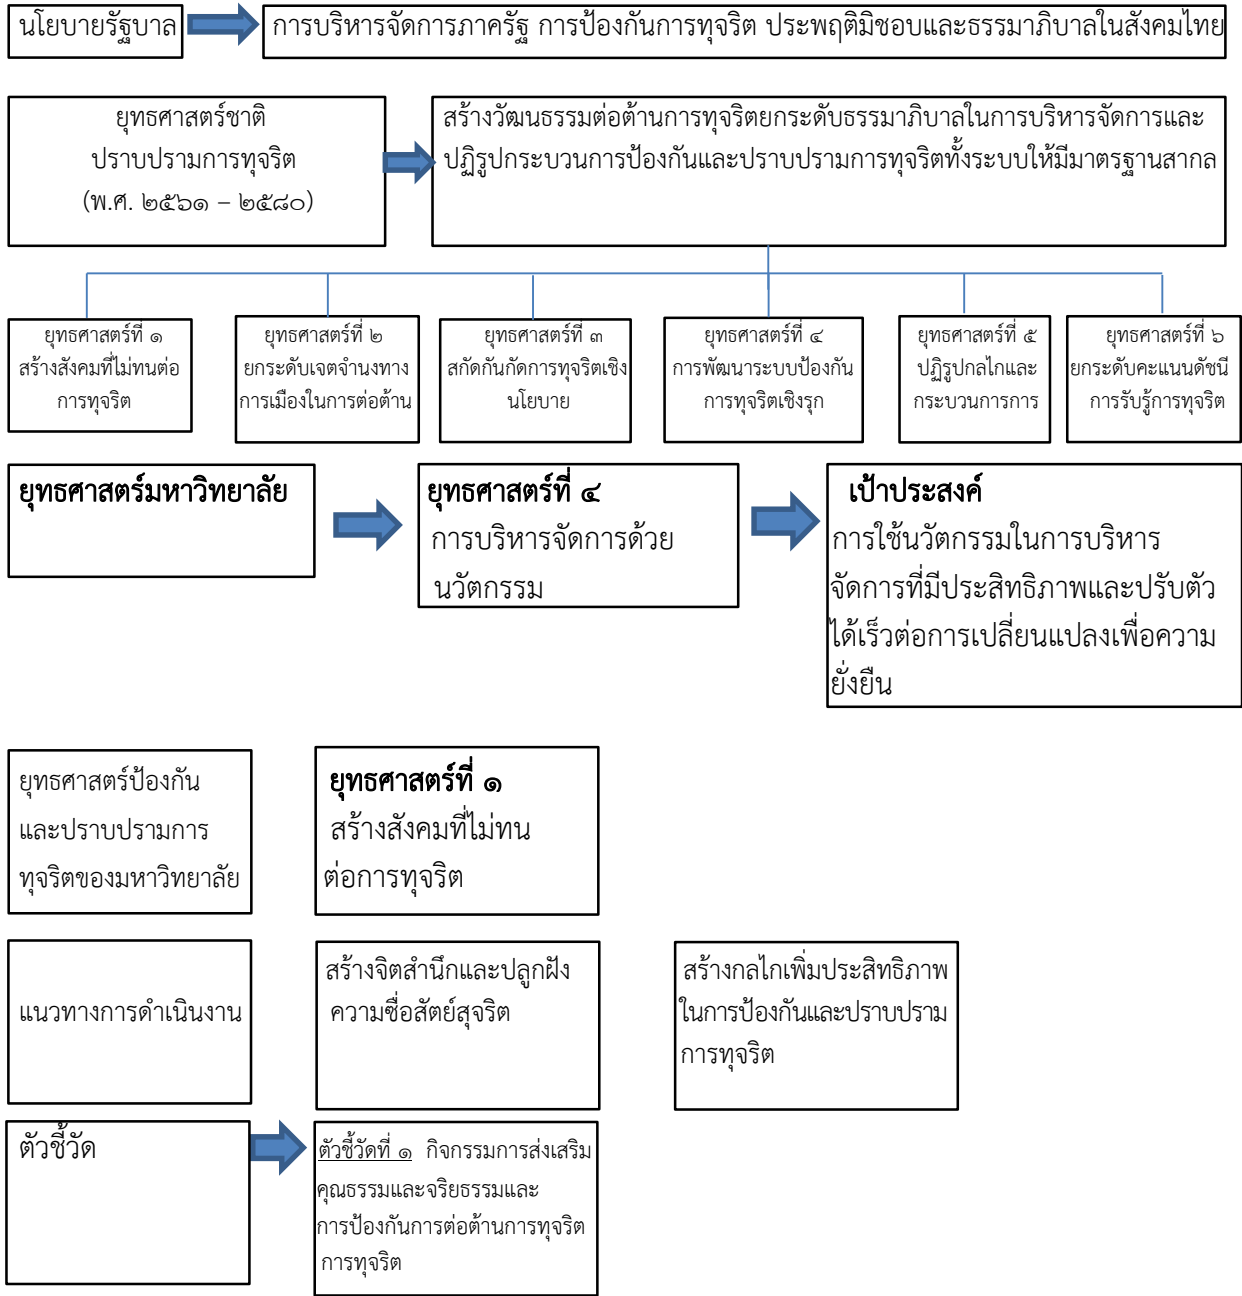 นโยบายรัฐบาล
การบริหารจัดการภาครัฐ การป้องกันการทุจริต ประพฤติมิชอบและธรรมาภิบาลในสังคมไทย
ยุทธศาสตร์ชาติ
ปราบปรามการทุจริต
(พ.ศ. ๒๕๖๑ – ๒๕๘๐)
สร้างวัฒนธรรมต่อต้านการทุจริตยกระดับธรรมาภิบาลในการบริหารจัดการและ
ปฏิรูปกระบวนการป้องกันและปราบปรามการทุจริตทั้งระบบให้มีมาตรฐานสากล
ยุทธศาสตร์ที่ ๑
สร้างสังคมที่ไม่ทนต่อ
การทุจริต
ยุทธศาสตร์ที่ ๒
ยกระดับเจตจำนงทาง
การเมืองในการต่อต้าน
ยุทธศาสตร์ที่ ๓
สกัดกันกัดการทุจริตเชิง
นโยบาย
ยุทธศาสตร์ที่ ๔
การพัฒนาระบบป้องกัน
การทุจริตเชิงรุก
ยุทธศาสตร์ที่ ๕
ปฏิรูปกลไกและ
กระบวนการการ
ยุทธศาสตร์ที่ ๖
ยกระดับคะแนนดัชนี
การรับรู้การทุจริต
ยุทธศาสตร์มหาวิทยาลัย
ยุทธศาสตร์ที่ ๔
การบริหารจัดการด้วย
นวัตกรรม
เป้าประสงค์
การใช้นวัตกรรมในการบริหาร
จัดการที่มีประสิทธิภาพและปรับตัว
ได้เร็วต่อการเปลี่ยนแปลงเพื่อความ
ยั่งยืน
ยุทธศาสตร์ป้องกัน
และปราบปรามการ
ทุจริตของมหาวิทยาลัย
ยุทธศาสตร์ที่ ๑
สร้างสังคมที่ไม่ทน
ต่อการทุจริต
แนวทางการดำเนินงาน
สร้างจิตสำนึกและปลูกฝัง
ความซื่อสัตย์สุจริต
สร้างกลไกเพิ่มประสิทธิภาพ
ในการป้องกันและปราบปราม
การทุจริต
ตัวชี้วัด
ตัวชี้วัดที่ ๑ กิจกรรมการส่งเสริม
คุณธรรมและจริยธรรมและ
การป้องกันการต่อต้านการทุจริต
การทุจริต